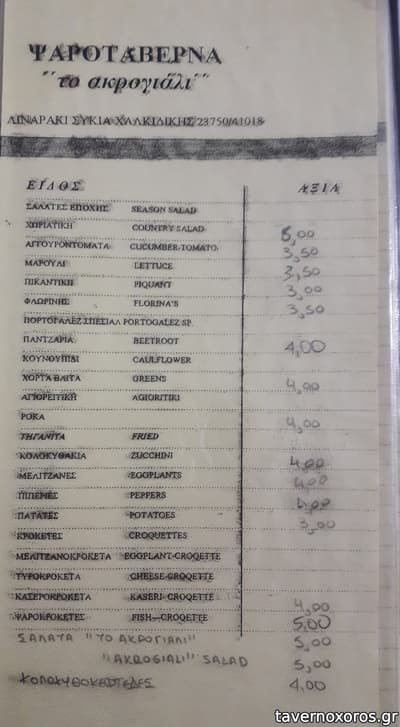 ΨΑΡΟΤΑΒΕΡΝΑ
΄΄το ακρογιάλι΄΄
ΛΙΝΑΡΑΚΙ ΣΥΚΙΑ ΧΑΛΚΙΔΙΚΗΣ 23750/41018
ΕΙΔΟΣ ΑΞΙΑ
ΣΑΛΑΤΕΣ ΕΠΟΧΗΣ SEASON SALAD
ΧΩΡΙΑΤΙΚΗ COUNTRY SALAD 6,00
ΑΓΓΟΥΡΟΝΤΟΜΑΤΑ CUCUMBER-TOMATO 3,50
ΜΑΡΟΥΛΙ LETTUCE 3,50
ΠΙΚΑΝΤΙΚΗ PIQUANT 3,00
ΦΛΩΡΙΝΗΣ FLORINA'S 3,50
ΠΟΡΤΟΓΑΛΕΖ ΣΠΕΣΙΑΛ PORTOGALEZ SP.
ΠΑΝΤΖΑΡΙΑ BEETROOT 4,00
ΚΟΥΝΟΥΠΙΔΙ CAULFLOWER
ΧΟΡΤΑ ΒΛΙΤΑ GREENS 4,00
ΑΓΙΟΡΕΙΤΙΚΗ AGIORITIKI
ΡΟΚΑ 4,00
ΤΗΓΑΝΙΤΑ FRIED
ΚΟΛΟΚΥΘΑΚΙΑ ZUCCHINI 4,00
ΜΕΛΙΤΖΑΝΕΣ EGGPLANTS 4,00
ΠΙΠΕΡΙΕΣ PEPPERS 4,00
ΠΑΤΑΤΕΣ POTATOES 3,00
ΚΡΟΚΕΤΕΣ CROQUETTES
ΜΕΛΙΤΖΑΝΟΚΡΟΚΕΤΑ EGGPLANT-CROQETTE
ΤΥΡΟΚΡΟΚΕΤΑ CHEESE-CROQETTE
ΚΑΣΕΡΟΚΡΟΚΕΤΑ KASERI-CROQETTE 4,00
ΨΑΡΟΚΡΟΚΕΤΕΣ FISH—CROQETTE 5,00
ΣΑΛΑΤΑ "ΤΟ ΑΚΡΟΓΙΑΛΙ" 5,00
"AKROGIALI" SALAD 5,00
ΚΟΛΟΚΥΘΟΚΕΦΤΕΔΕΣ 4,00
tavernoxoros.gr